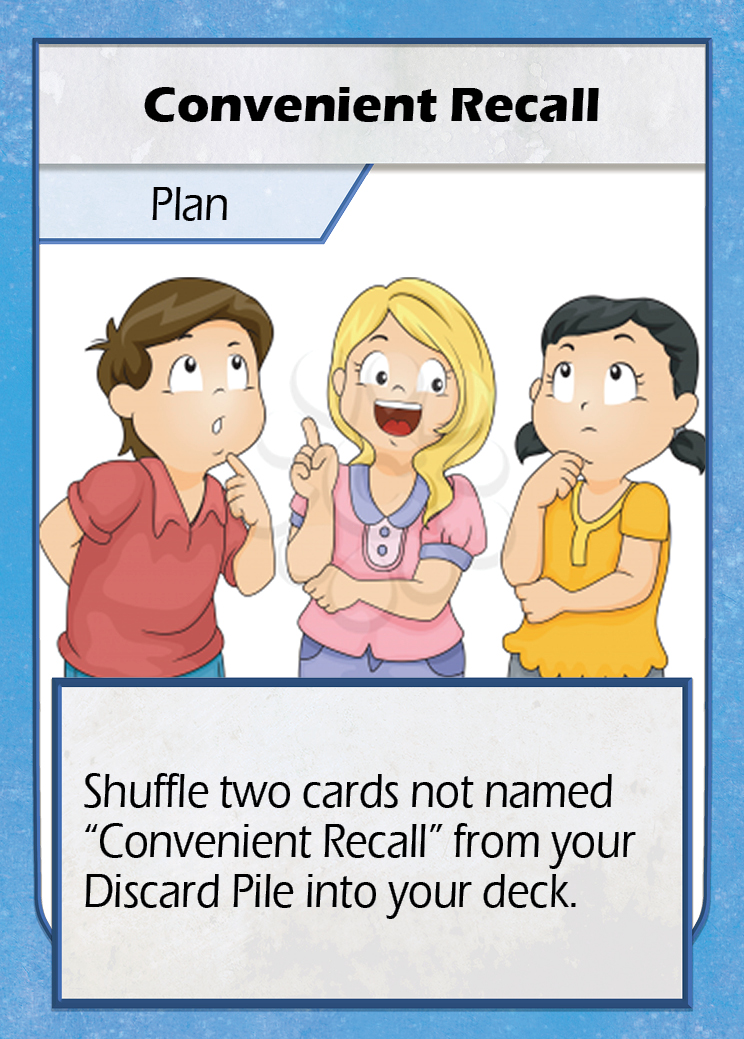 Convenient Recall
Plan
Shuffle two cards not named
“Convenient Recall” from your
Discard Pile into your deck.